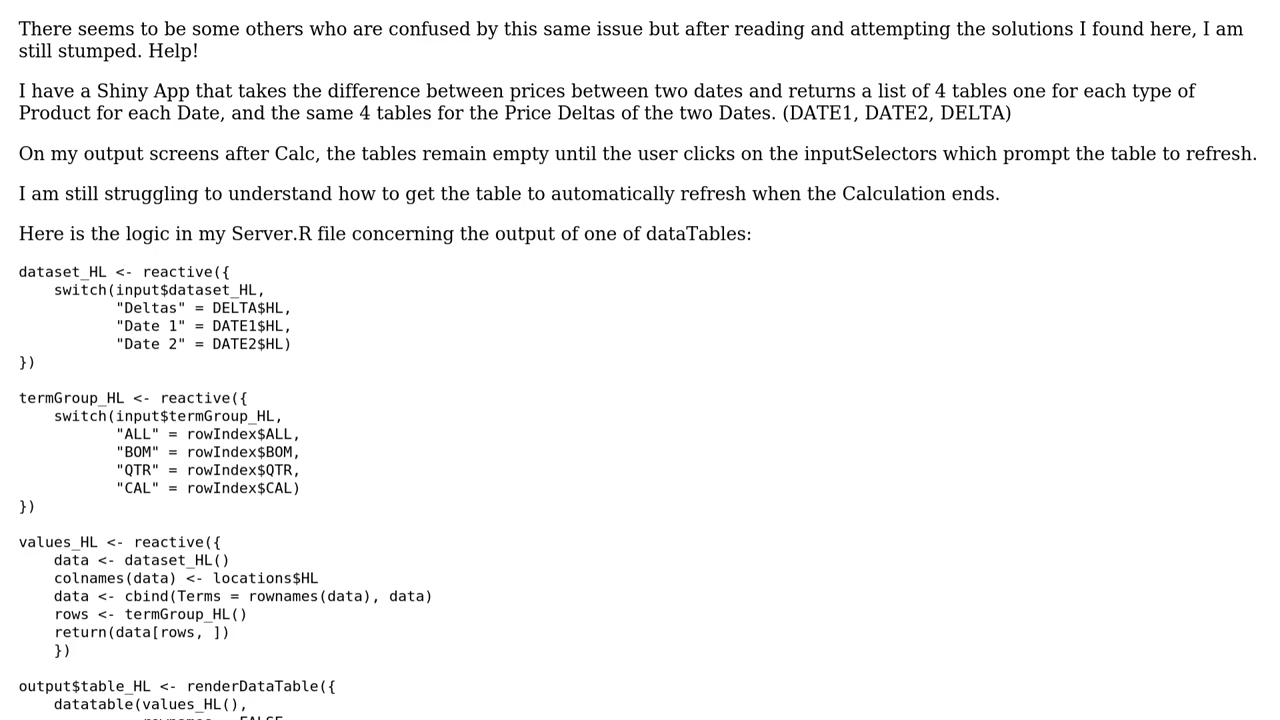 There seems to be some others who are confused by this same issue but after reading and attempting the solutions I found here, I am
still stumped. Help!
I have a Shiny App that takes the difference between prices between two dates and returns a list of 4 tables one for each type of
Product for each Date, and the same 4 tables for the Price Deltas of the two Dates. (DATE1, DATE2, DELTA)
On my output screens after Calc, the tables remain empty until the user clicks on the inputSelectors which prompt the table to refresh.
I am still struggling to understand how to get the table to automatically refresh when the Calculation ends.
Here is the logic in my Server.R file concerning the output of one of dataTables:
dataset_HL <- reactive({
    switch(input$dataset_HL,
           "Deltas" = DELTA$HL,
           "Date 1" = DATE1$HL,
           "Date 2" = DATE2$HL)
})
termGroup_HL <- reactive({
    switch(input$termGroup_HL,
           "ALL" = rowIndex$ALL,
           "BOM" = rowIndex$BOM,
           "QTR" = rowIndex$QTR,
           "CAL" = rowIndex$CAL)
})
values_HL <- reactive({
    data <- dataset_HL()
    colnames(data) <- locations$HL
    data <- cbind(Terms = rownames(data), data)
    rows <- termGroup_HL()
    return(data[rows, ])
    })
output$table_HL <- renderDataTable({
    datatable(values_HL(),
              rownames = FALSE